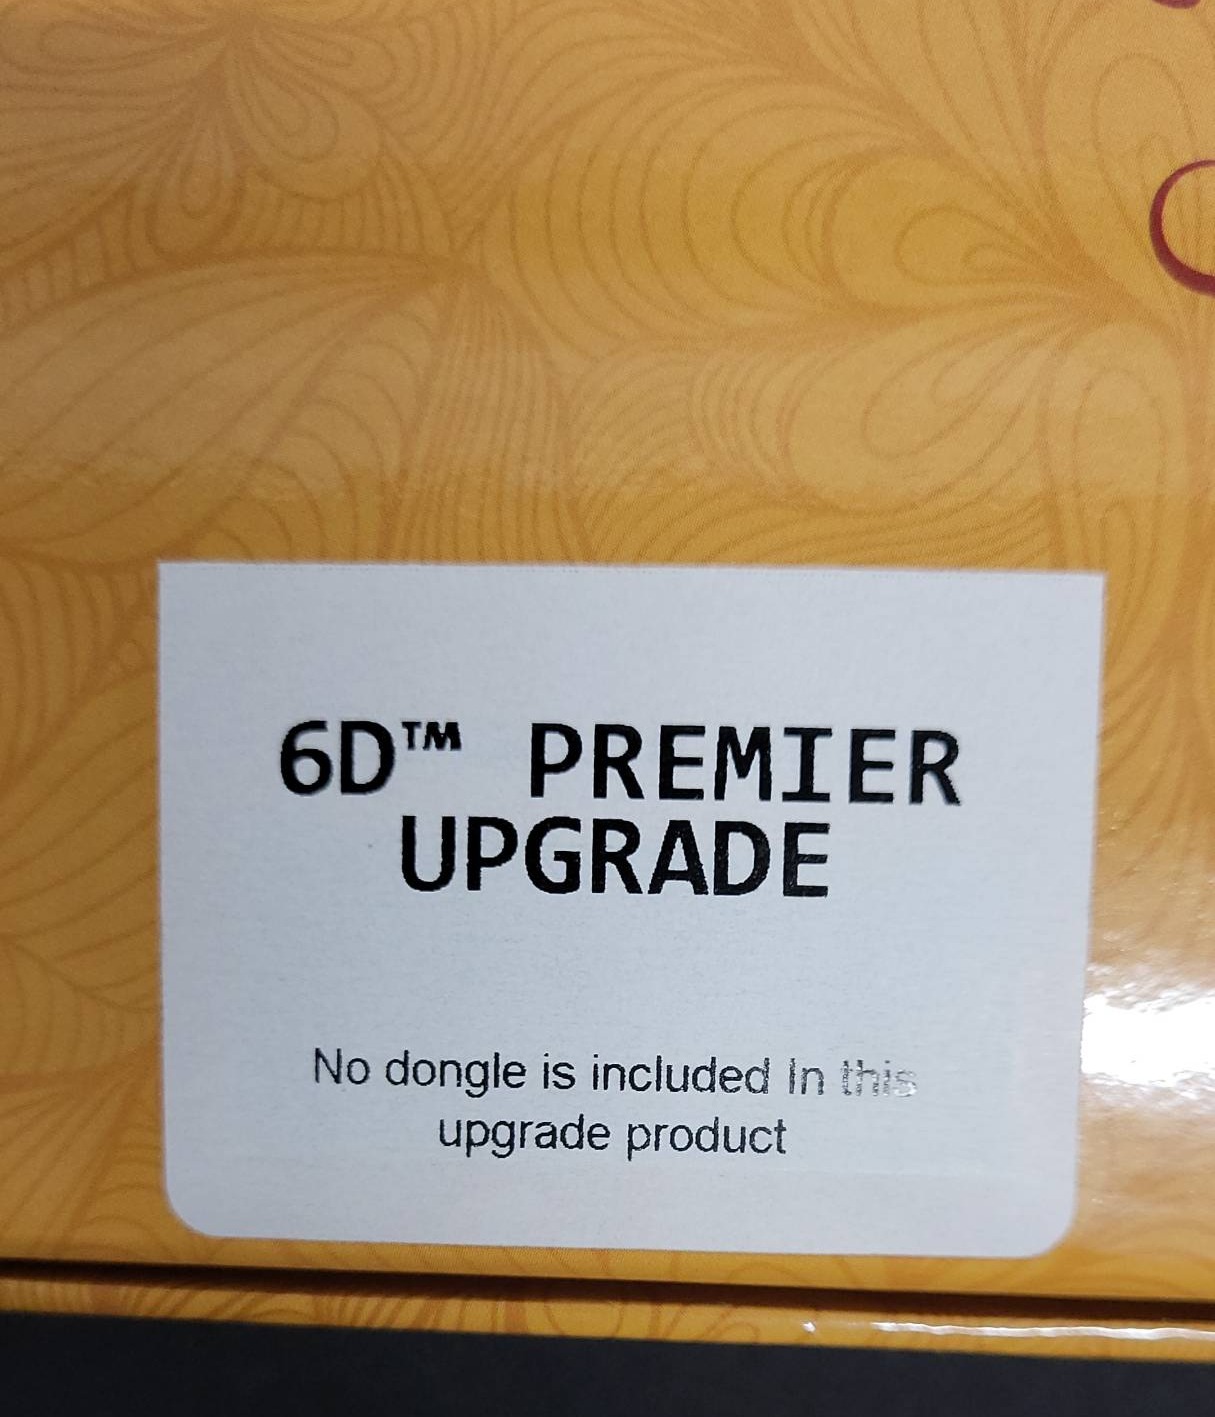 6D™ PREMIER
UPGRADE
No dongle is included In this
upgrade product